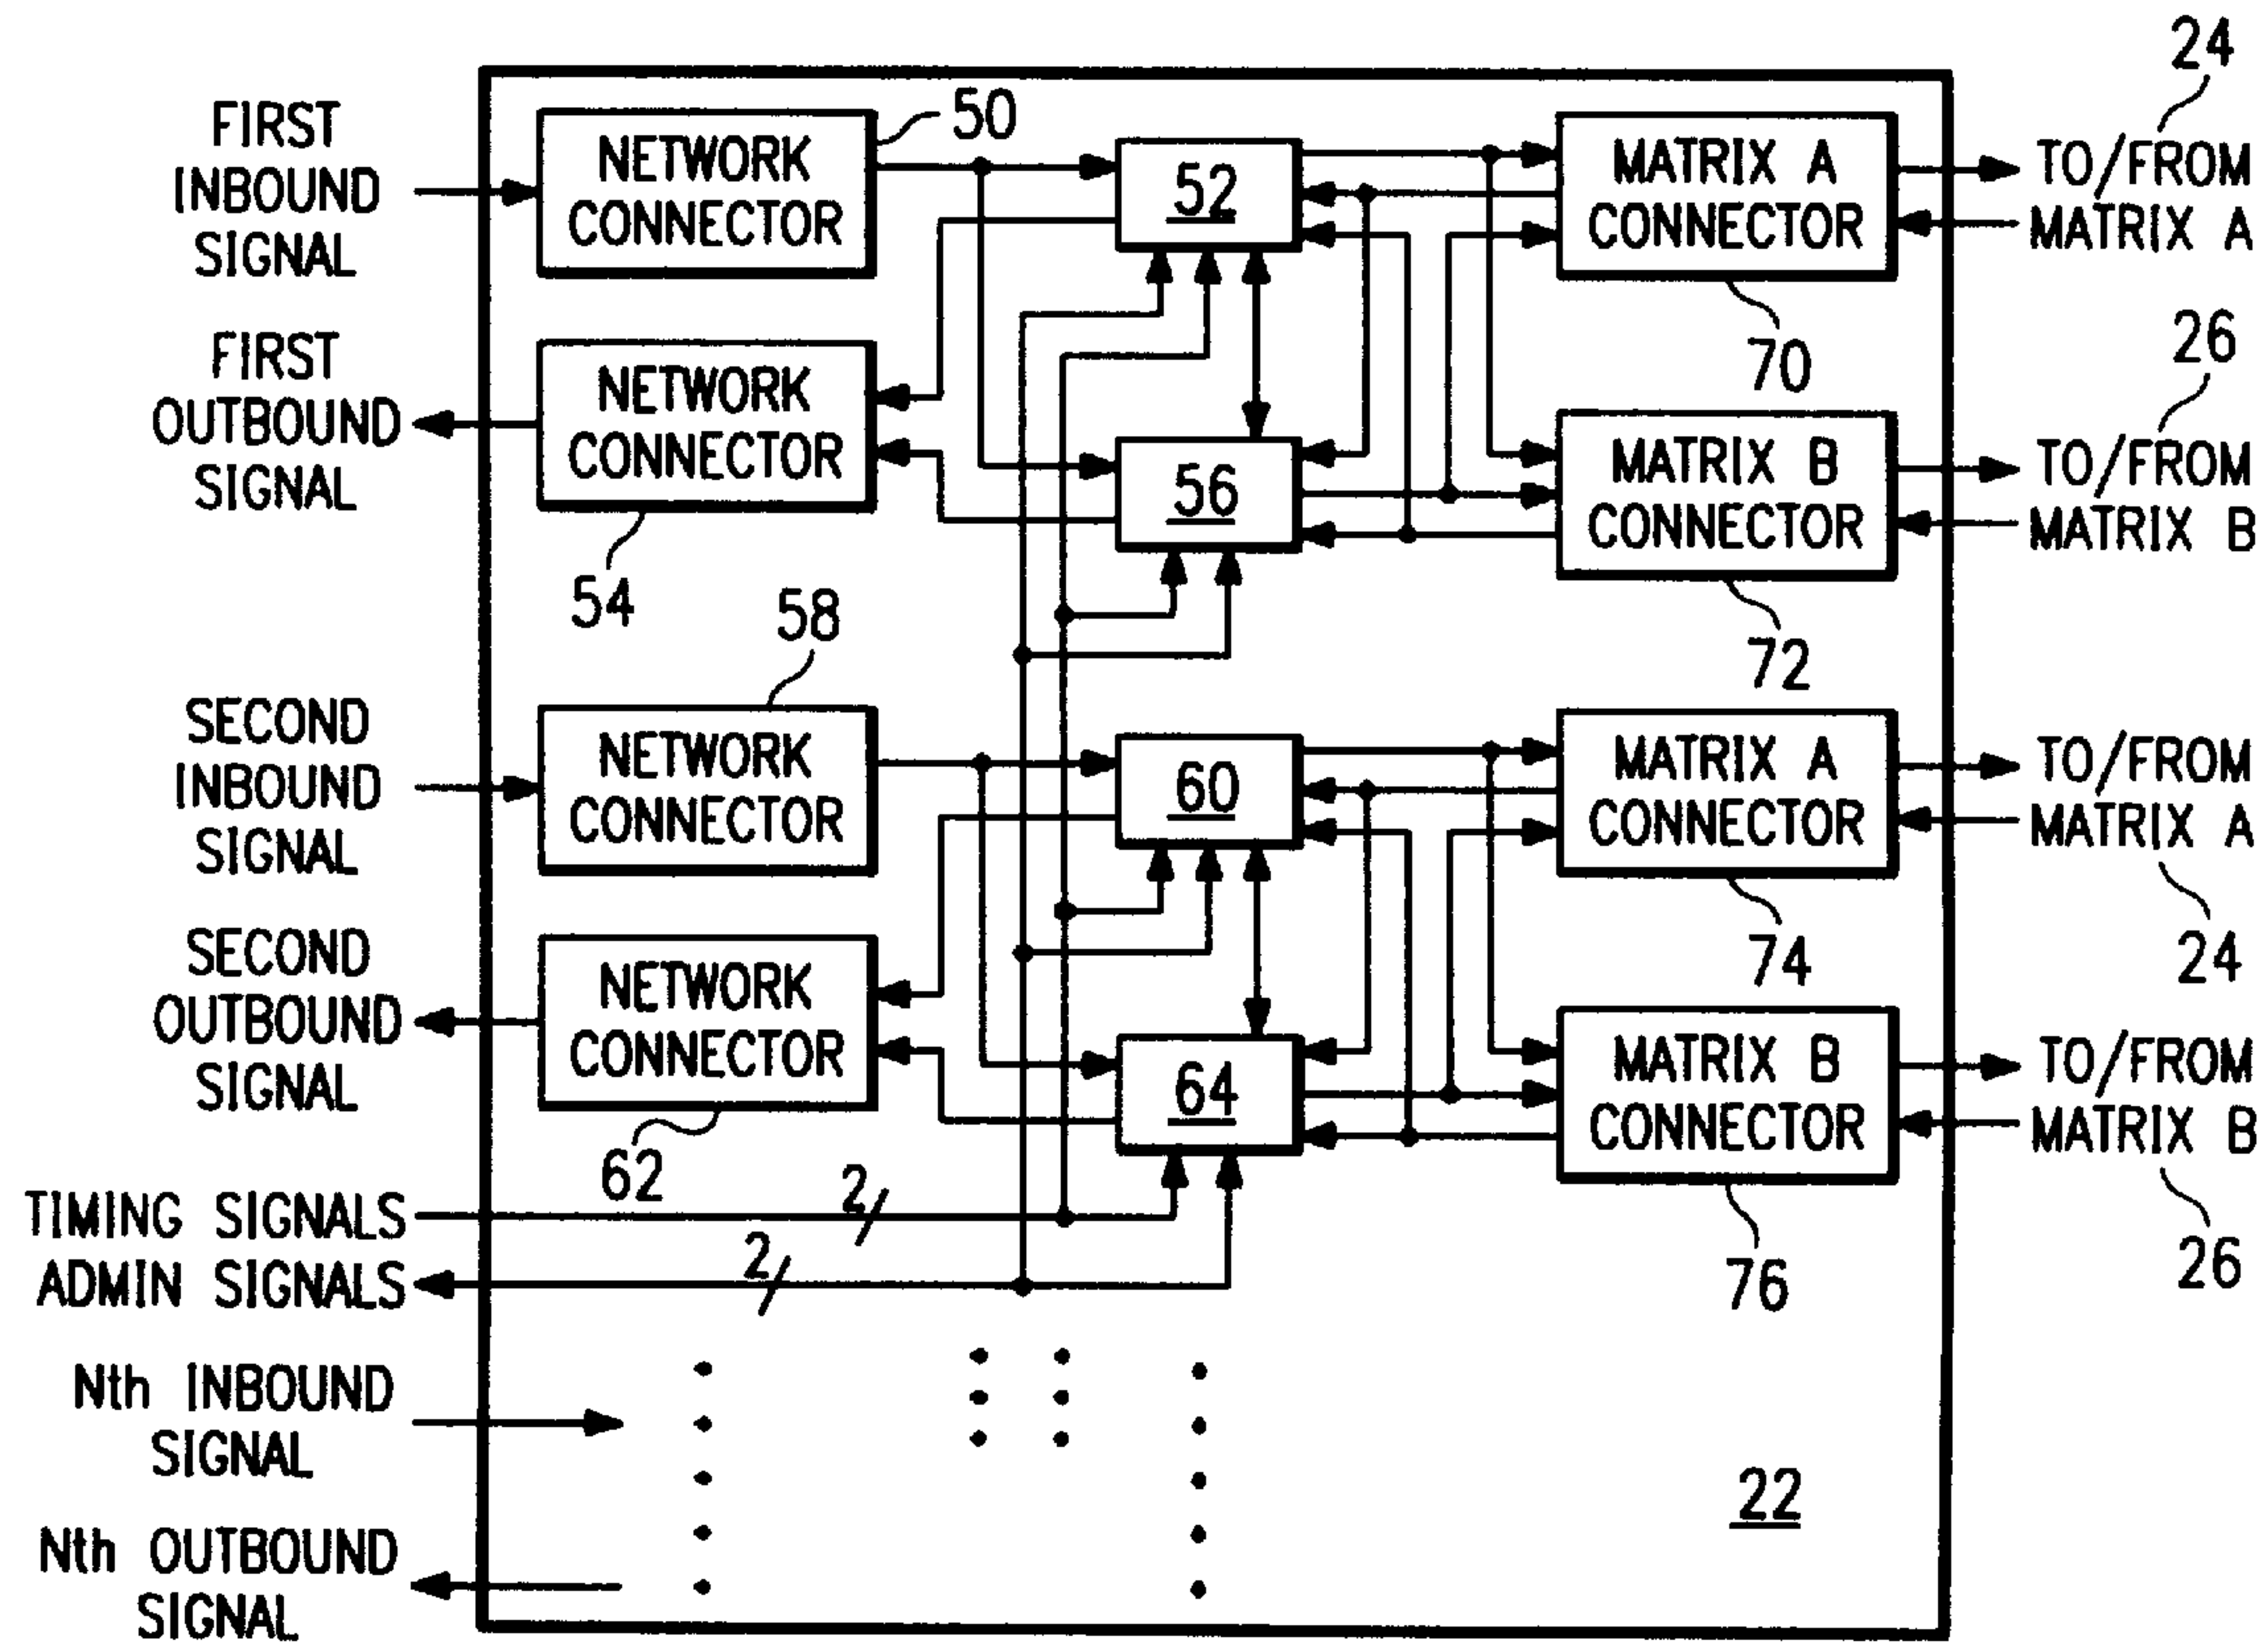 24
FIRST
INBOUND
SIGNAL
NETWORK
CONNECTOR
50
52
MATRIX A
CONNECTOR
TO/FROM
MATRIX A
70
26
FIRST
OUTBOUND
SIGNAL
NETWORK
CONNECTOR
54
56
MATRIX B
CONNECTOR
TO/FROM
MATRIX B
72
58
SECOND
INBOUND
SIGNAL
NETWORK
CONNECTOR
60
MATRIX A
CONNECTOR
TO/FROM
MATRIX A
74
24
SECOND
OUTBOUND
SIGNAL
NETWORK
CONNECTOR
62
64
MATRIX B
CONNECTOR
TO/FROM
MATRIX B
76
26
TIMING SIGNALS
2
ADMIN SIGNALS
2
Nth INBOUND
SIGNAL
Nth OUTBOUND
SIGNAL
22